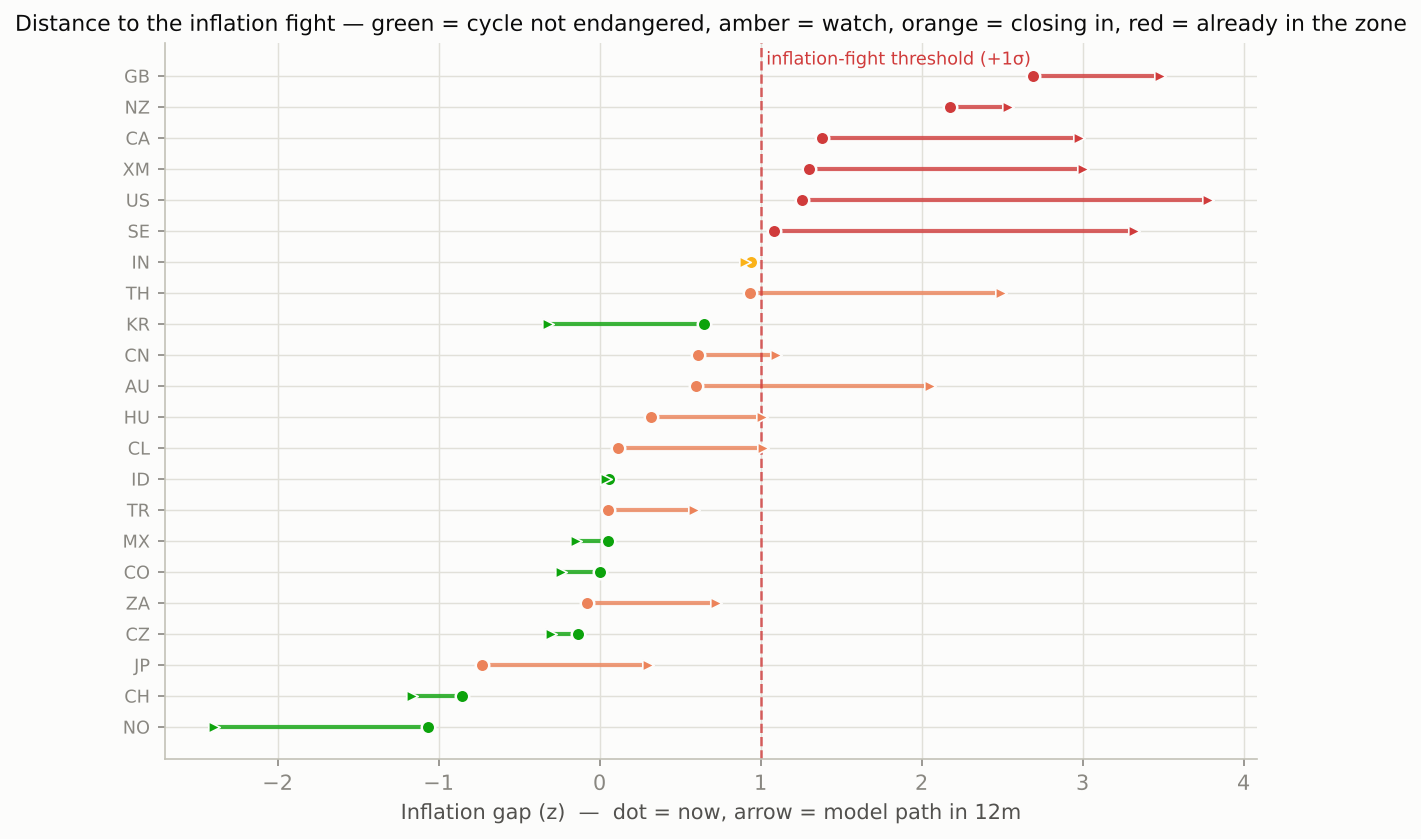 Distance to the inflation fight — green = cycle not endangered, amber = watch, orange = closing in, red = already in the zone
inflation-fight threshold (+1σ)
GB
NZ
CA
XM
US
SE
IN
TH
KR
CN
AU
HU
CL
ID
TR
MX
CO
ZA
CZ
JP
CH
NO
−2 −1 0 1 2 3 4
Inflation gap (z) — dot = now, arrow = model path in 12m